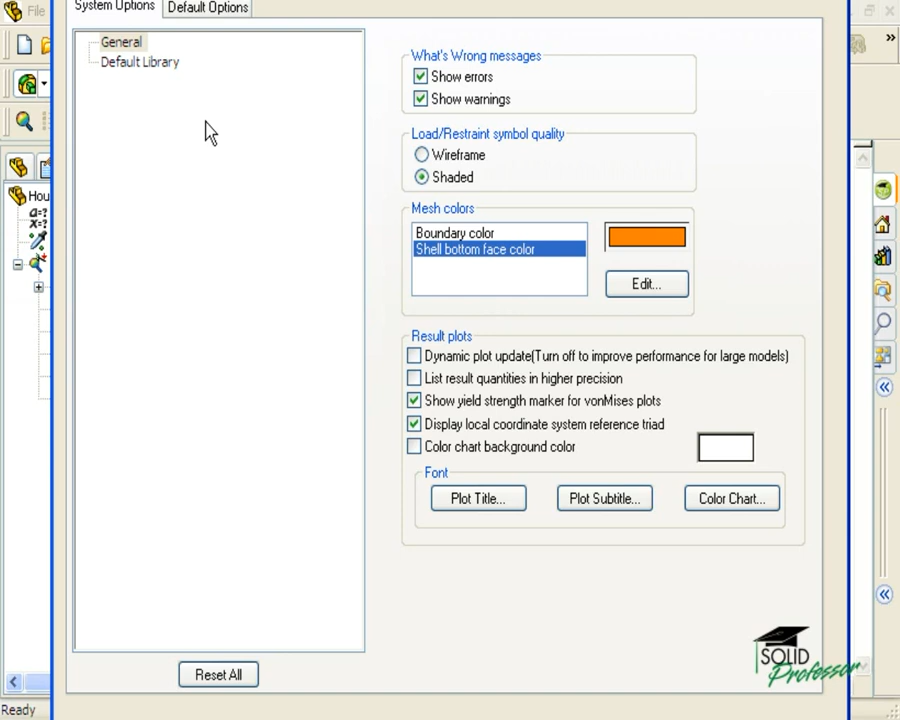 File
System Options
Default Options
General
Default Library
What's Wrong messages
Show errors
Show warnings
Load/Restraint symbol quality
Wireframe
Shaded
Mesh colors
Boundary color
Shell bottom face color
Edit...
Result plots
Dynamic plot update(Turn off to improve performance for large models)
List result quantities in higher precision
Show yield strength marker for vonMises plots
Display local coordinate system reference triad
Color chart background color
Font
Plot Title...
Plot Subtitle...
Color Chart...
Reset All
Hou
a=?
x=?
Ready
SOLID
Professor